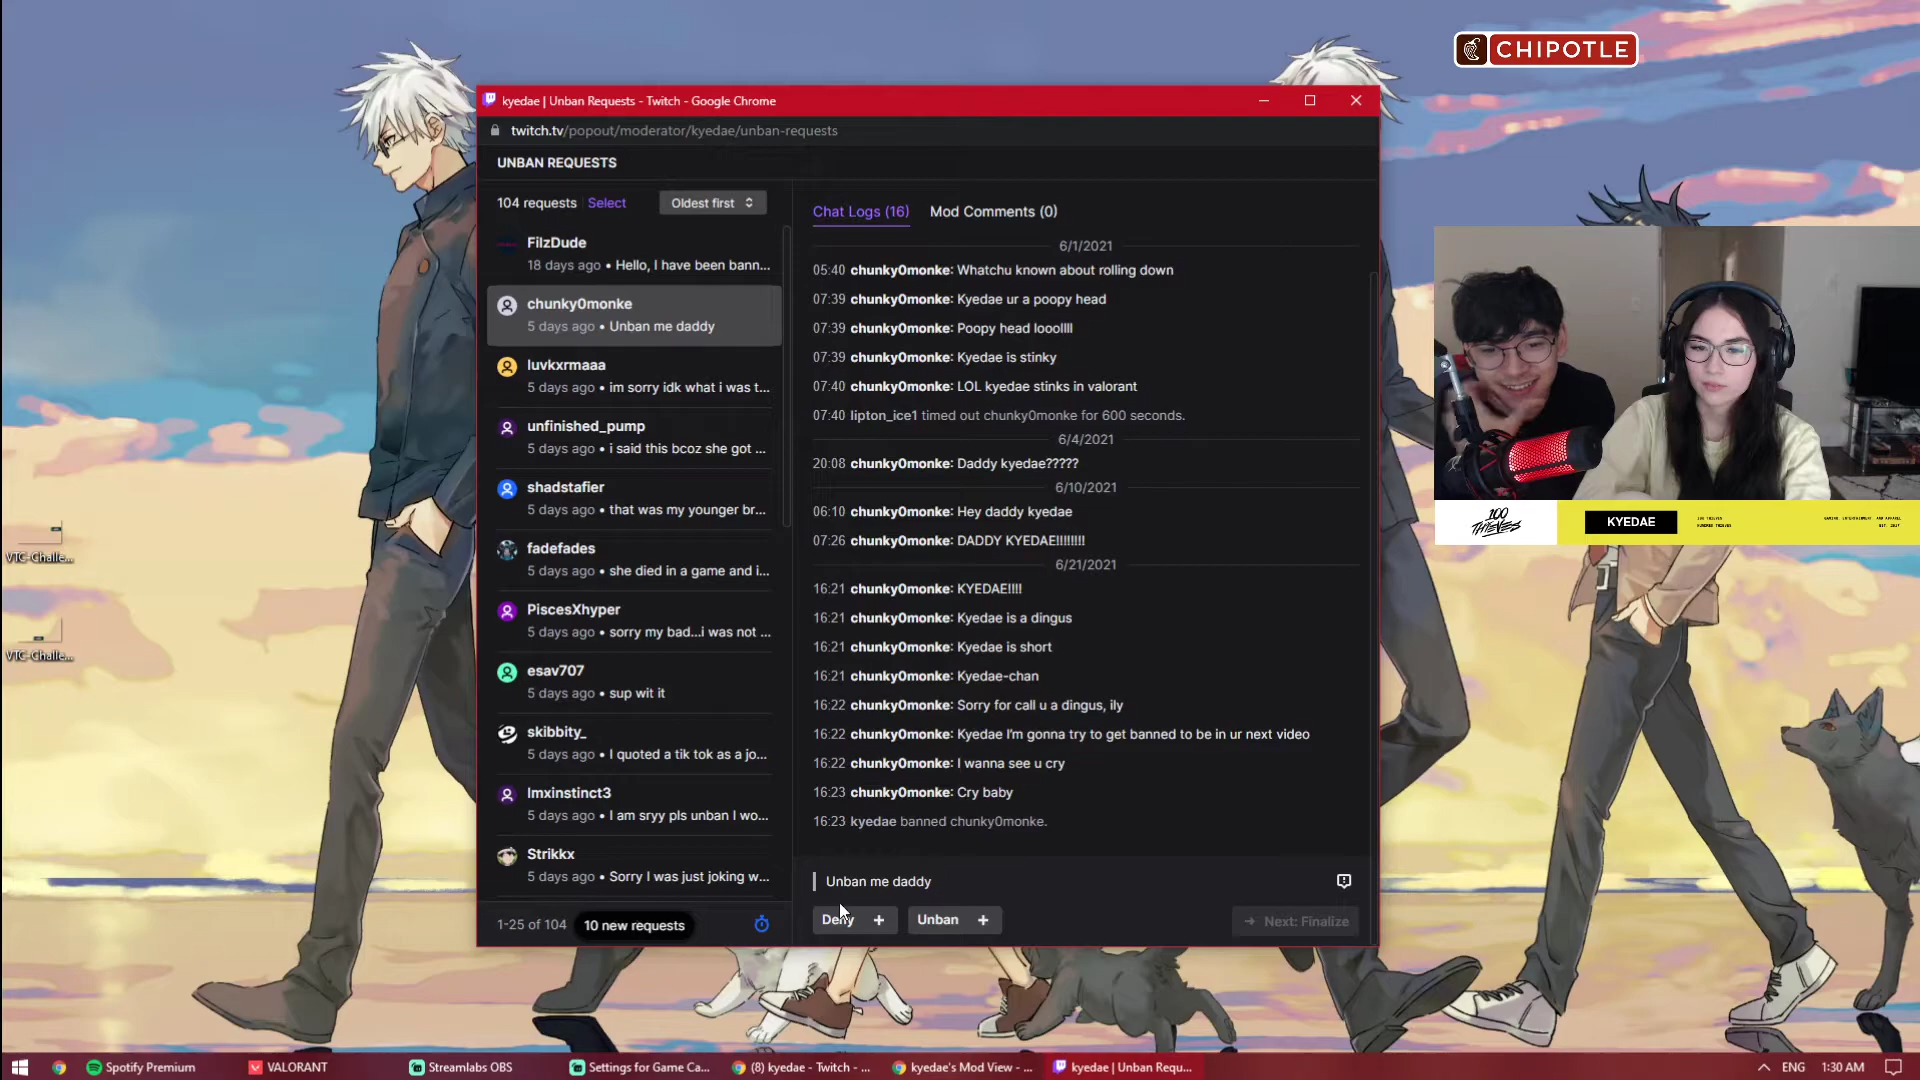 CHIPOTLE
kyedae | Unban Requests - Twitch - Google Chrome
twitch.tv/popout/moderator/kyedae/unban-requests
UNBAN REQUESTS
104 requests Select Oldest first
FilzDude
18 days ago • Hello, I have been bann...
chunky0monke
5 days ago • Unban me daddy
luvkxrmaaa
5 days ago • im sorry idk what i was t...
unfinished_pump
5 days ago • i said this bcoz she got ...
shadstafier
5 days ago • that was my younger br...
fadefades
5 days ago • she died in a game and i...
PiscesXhyper
5 days ago • sorry my bad...i was not ...
esav707
5 days ago • sup wit it
skibbity_
5 days ago • I quoted a tik tok as a jo...
lmxinstinct3
5 days ago • I am sryy pls unban I wo...
Strikkx
5 days ago • Sorry I was just joking w...
1-25 of 104 10 new requests
Chat Logs (16) Mod Comments (0)
6/1/2021
05:40 chunky0monke: Whatchu known about rolling down
07:39 chunky0monke: Kyedae ur a poopy head
07:39 chunky0monke: Poopy head looollll
07:39 chunky0monke: Kyedae is stinky
07:40 chunky0monke: LOL kyedae stinks in valorant
07:40 lipton_ice1 timed out chunky0monke for 600 seconds.
6/4/2021
20:08 chunky0monke: Daddy kyedae?????
6/10/2021
06:10 chunky0monke: Hey daddy kyedae
07:26 chunky0monke: DADDY KYEDAE!!!!!!!!
6/21/2021
16:21 chunky0monke: KYEDAE!!!!
16:21 chunky0monke: Kyedae is a dingus
16:21 chunky0monke: Kyedae is short
16:21 chunky0monke: Kyedae-chan
16:22 chunky0monke: Sorry for call u a dingus, ily
16:22 chunky0monke: Kyedae I'm gonna try to get banned to be in ur next video
16:22 chunky0monke: I wanna see u cry
16:23 chunky0monke: Cry baby
16:23 kyedae banned chunky0monke.
Unban me daddy
Deny + Unban + Next: Finalize
100 THIEVES
KYEDAE
VTC-Challe...
VTC-Challe...
Spotify Premium
VALORANT
Streamlabs OBS
Settings for Game Ca...
(8) kyedae - Twitch - ...
kyedae's Mod View - ...
kyedae | Unban Requ...
ENG 1:30 AM